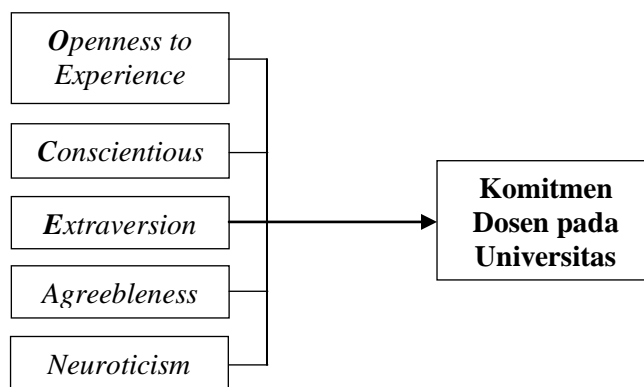 Openness to
Experience
Conscientious
Extraversion
Agreebleness
Neuroticism
Komitmen
Dosen pada
Universitas